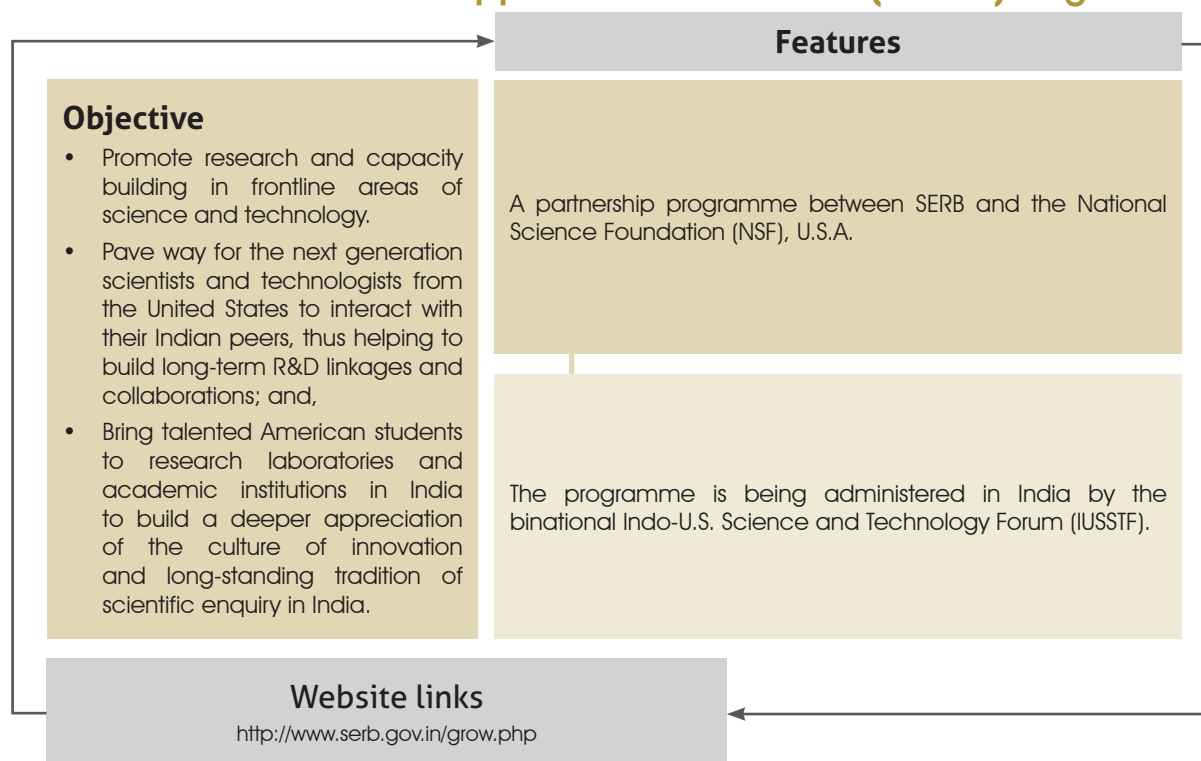 Features
Objective
• Promote research and capacity
building in frontline areas of
science and technology.
• Pave way for the next generation
scientists and technologists from
the United States to interact with
their Indian peers, thus helping to
build long-term R&D linkages and
collaborations; and,
• Bring talented American students
to research laboratories and
academic institutions in India
to build a deeper appreciation
of the culture of innovation
and long-standing tradition of
scientific enquiry in India.
A partnership programme between SERB and the National
Science Foundation (NSF), U.S.A.
The programme is being administered in India by the
binational Indo-U.S. Science and Technology Forum (IUSSTF).
Website links
http://www.serb.gov.in/grow.php